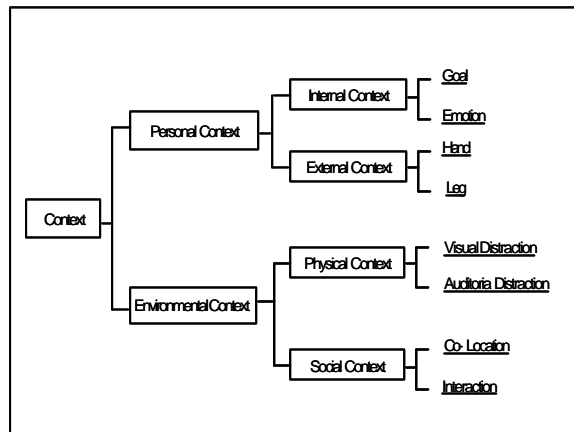 Goal
Internal Context
Emotion
Personal Context
Hand
External Context
Leg
Context
Visual Distraction
Physical Context
Auditoria Distraction
Environmental Context
Co- Location
Social Context
Interaction